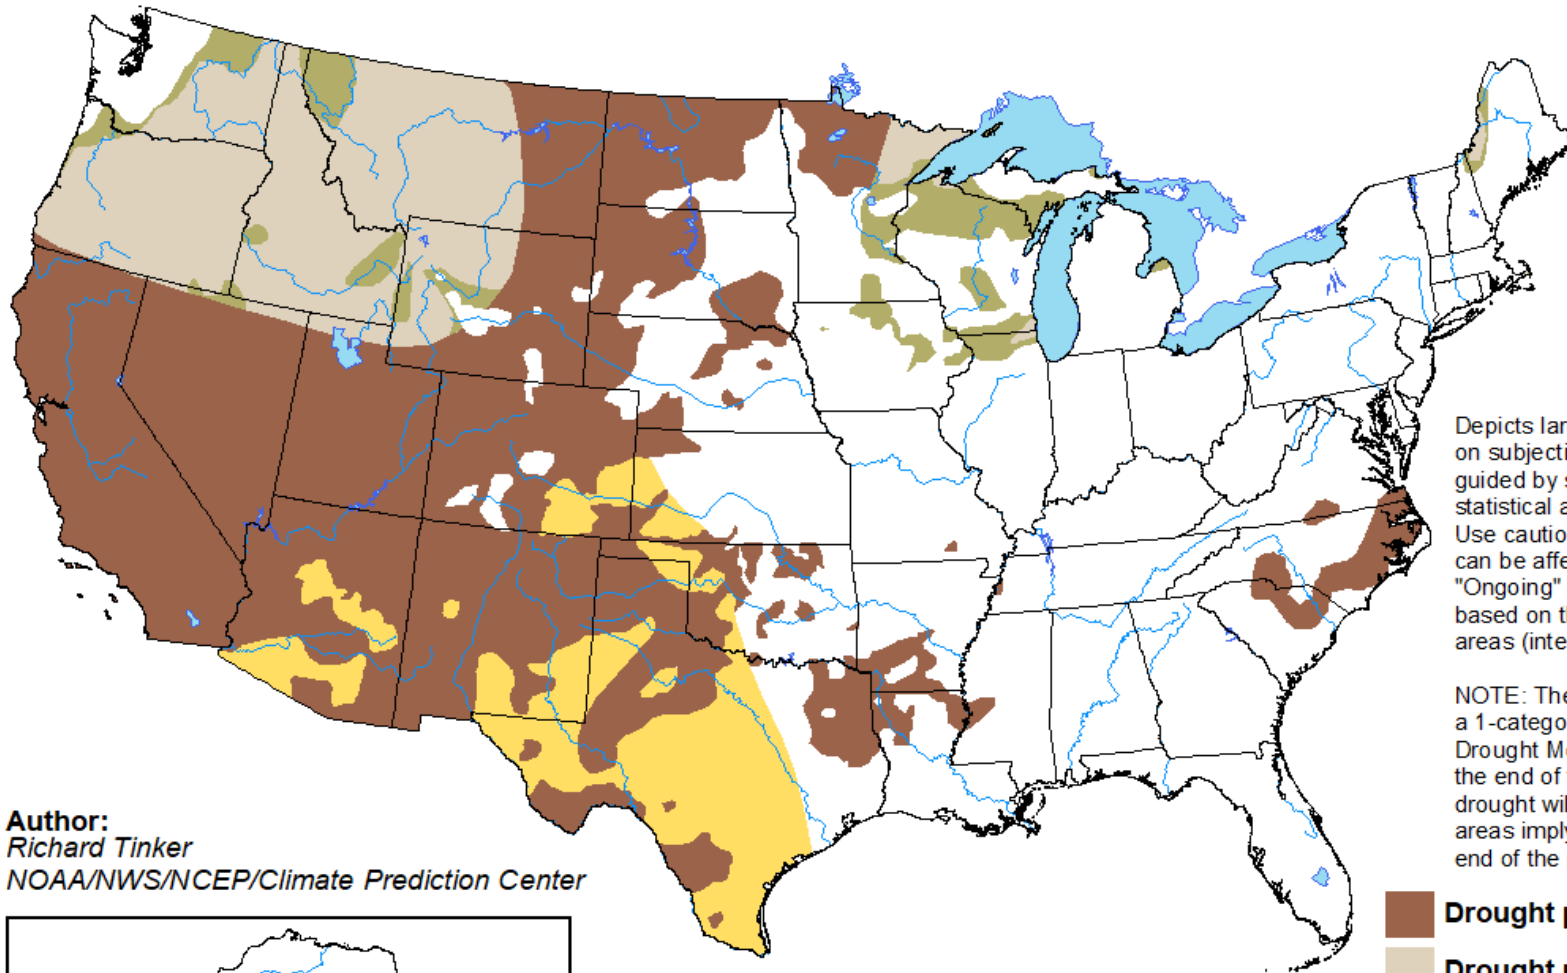 Depicts lar
on subjecti
guided by s
statistical a
Use cautio
can be affe
"Ongoing"
based on th
areas (inte
NOTE: The
a 1-catego
Drought M
the end of
drought wil
areas imply
end of the
Author:
Richard Tinker
NOAA/NWS/NCEP/Climate Prediction Center
Drought p
Drought